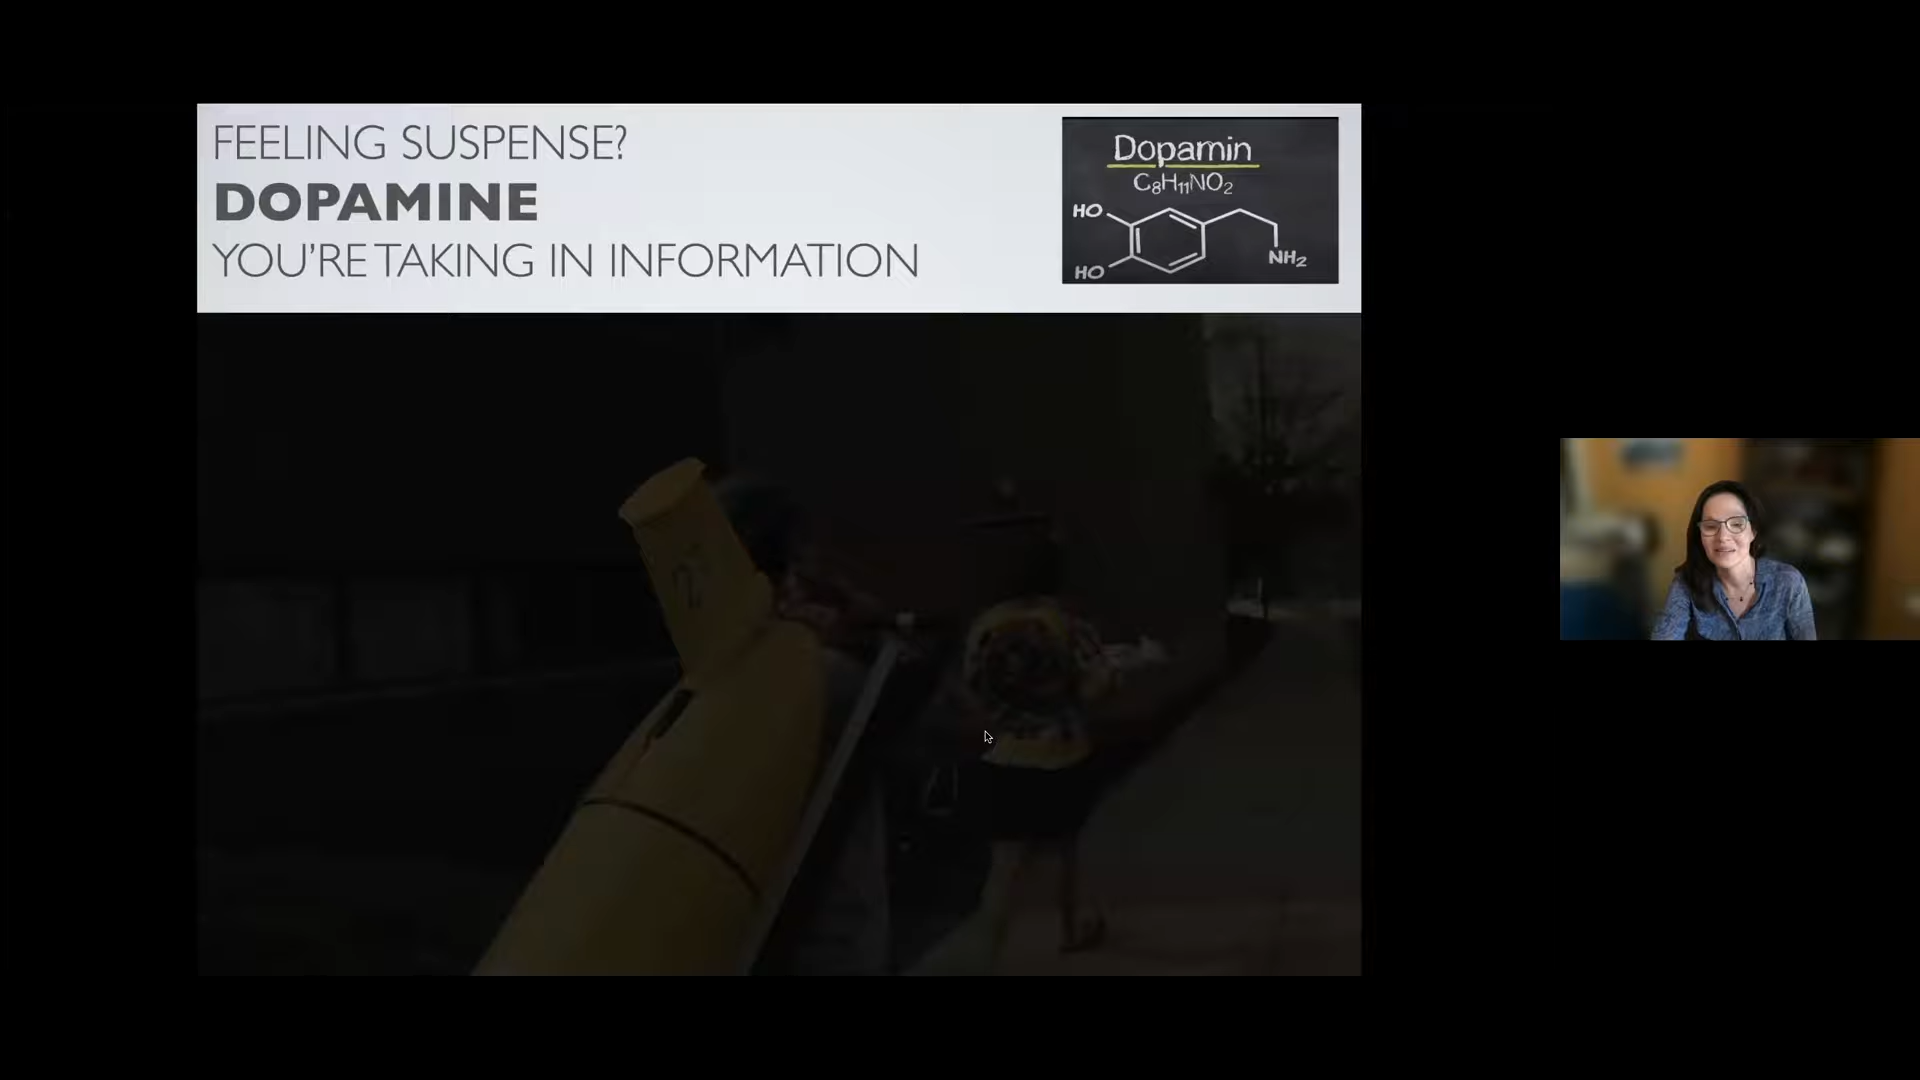 FEELING SUSPENSE?
DOPAMINE
YOU'RE TAKING IN INFORMATION
Dopamin
C₈H₁₁NO₂
HO
HO
NH₂